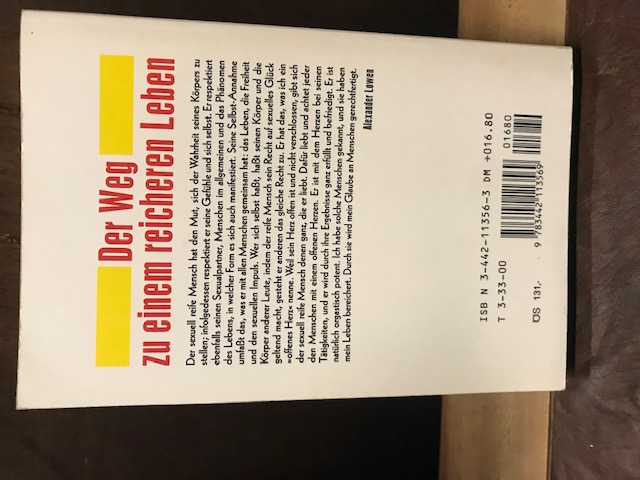 Der Weg
zu einem reicheren Leben
Der sexuell reife Mensch hat den Mut, sich der Wahrheit seines Körpers zu
stellen; infolgedessen respektiert er seine Gefühle und sich selbst. Er respektiert
ebenfalls seinen Sexualpartner, Menschen im allgemeinen und das Phänomen
des Lebens, in welcher Form es sich auch manifestiert. Seine Selbst-Annahme
umfaßt das, was er mit allen Menschen gemeinsam hat: das Leben, die Freiheit
und den sexuellen Impuls. Wer sich selbst haßt, haßt seinen Körper und die
Körper anderer Leute, indem der reife Mensch sein Recht auf sexuelles Glück
geltend macht, gesteht er anderen das gleiche Recht zu. Er hat das, was ich ein
»offenes Herz« nenne. Weil sein Herz offen ist und nicht verschlossen, gibt sich
der sexuell reife Mensch denen ganz, die er liebt. Dafür liebt und achtet jeder
den Menschen mit einem offenen Herzen. Er ist mit dem Herzen bei seinen
Tätigkeiten, und er wird durch ihre Ergebnisse ganz erfüllt und befriedigt. Er ist
natürlich orgastisch potent. Ich habe solche Menschen gekannt, und sie haben
mein Leben bereichert. Durch sie wird mein Glaube an Menschen gerechtfertigt.
Alexander Lowen
ISBN 3-442-11356-3 DM +016.80
T 3-33-00
01680
9 783442 113569
ÖS 131,-